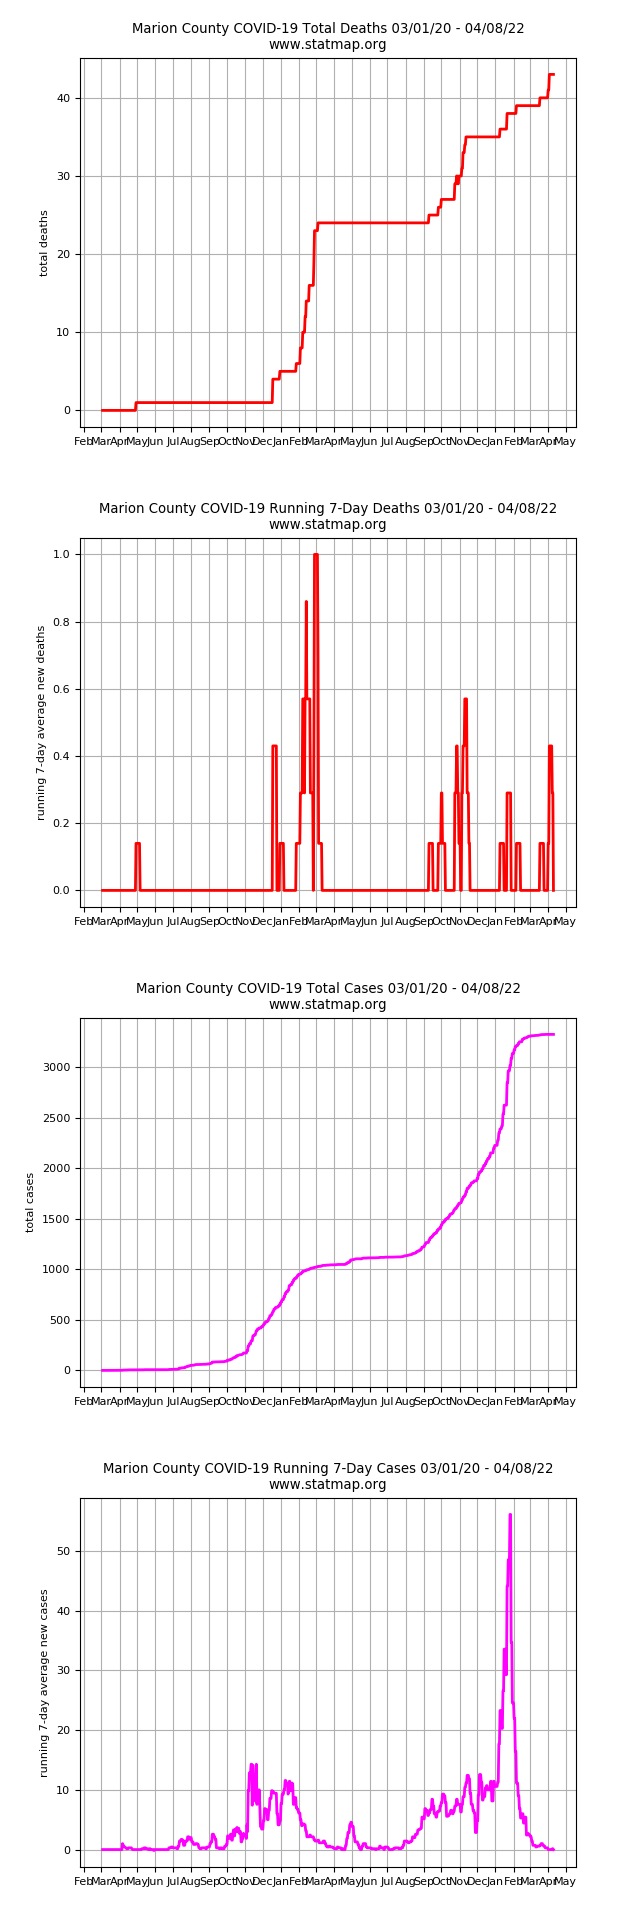 Marion County COVID-19 Total Deaths 03/01/20 - 04/08/22
www.statmap.org
40
30
20
10
0
total deaths
Feb Mar Apr May Jun Jul Aug Sep Oct Nov Dec Jan Feb Mar Apr May Jun Jul Aug Sep Oct Nov Dec Jan Feb Mar Apr May
Marion County COVID-19 Running 7-Day Deaths 03/01/20 - 04/08/22
www.statmap.org
1.0
0.8
0.6
0.4
0.2
0.0
running 7-day average new deaths
Feb Mar Apr May Jun Jul Aug Sep Oct Nov Dec Jan Feb Mar Apr May Jun Jul Aug Sep Oct Nov Dec Jan Feb Mar Apr May
Marion County COVID-19 Total Cases 03/01/20 - 04/08/22
www.statmap.org
3000
2500
2000
1500
1000
500
0
total cases
Feb Mar Apr May Jun Jul Aug Sep Oct Nov Dec Jan Feb Mar Apr May Jun Jul Aug Sep Oct Nov Dec Jan Feb Mar Apr May
Marion County COVID-19 Running 7-Day Cases 03/01/20 - 04/08/22
www.statmap.org
50
40
30
20
10
0
running 7-day average new cases
Feb Mar Apr May Jun Jul Aug Sep Oct Nov Dec Jan Feb Mar Apr May Jun Jul Aug Sep Oct Nov Dec Jan Feb Mar Apr May